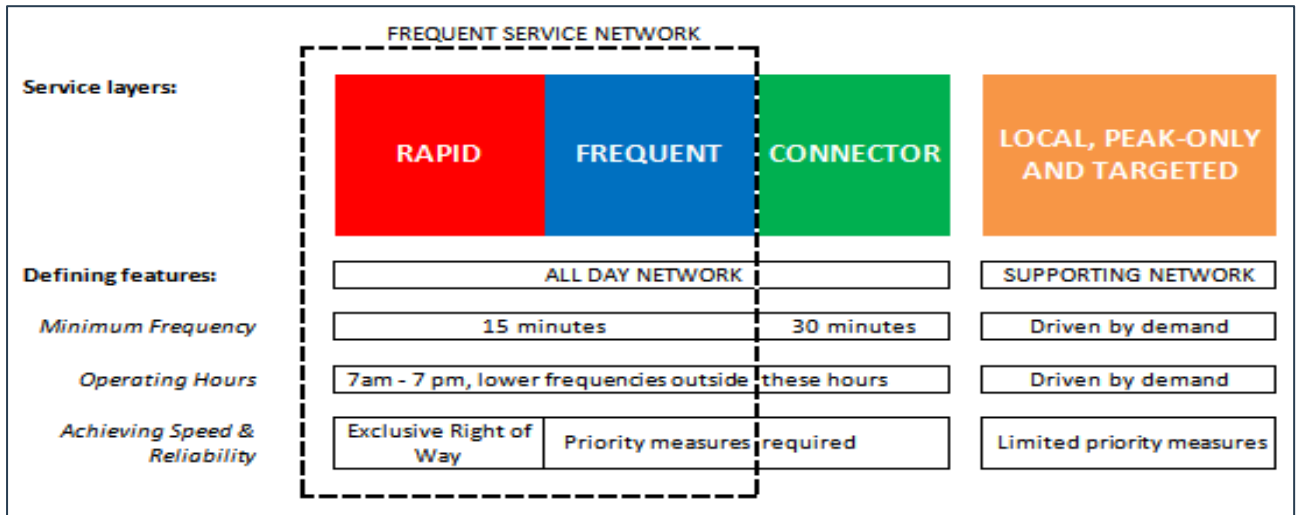 FREQUENT SERVICE NETWORK
Service layers:
RAPID
FREQUENT
CONNECTOR
LOCAL, PEAK-ONLY
AND TARGETED
Defining features:
ALL DAY NETWORK
SUPPORTING NETWORK
Minimum Frequency
15 minutes
30 minutes
Driven by demand
Operating Hours
7am - 7 pm, lower frequencies outside these hours
Driven by demand
Achieving Speed &
Reliability
Exclusive Right of
Way
Priority measures required
Limited priority measures